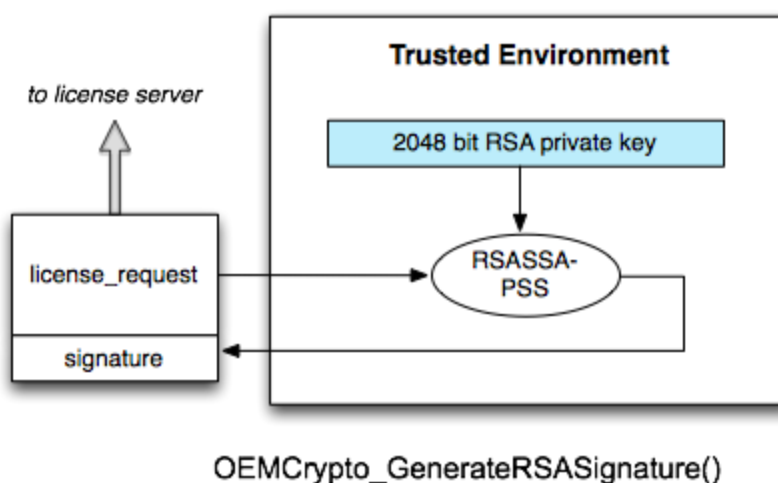 Trusted Environment
to license server
2048 bit RSA private key
license_request
RSASSA-
PSS
signature
OEMCrypto_GenerateRSASignature()